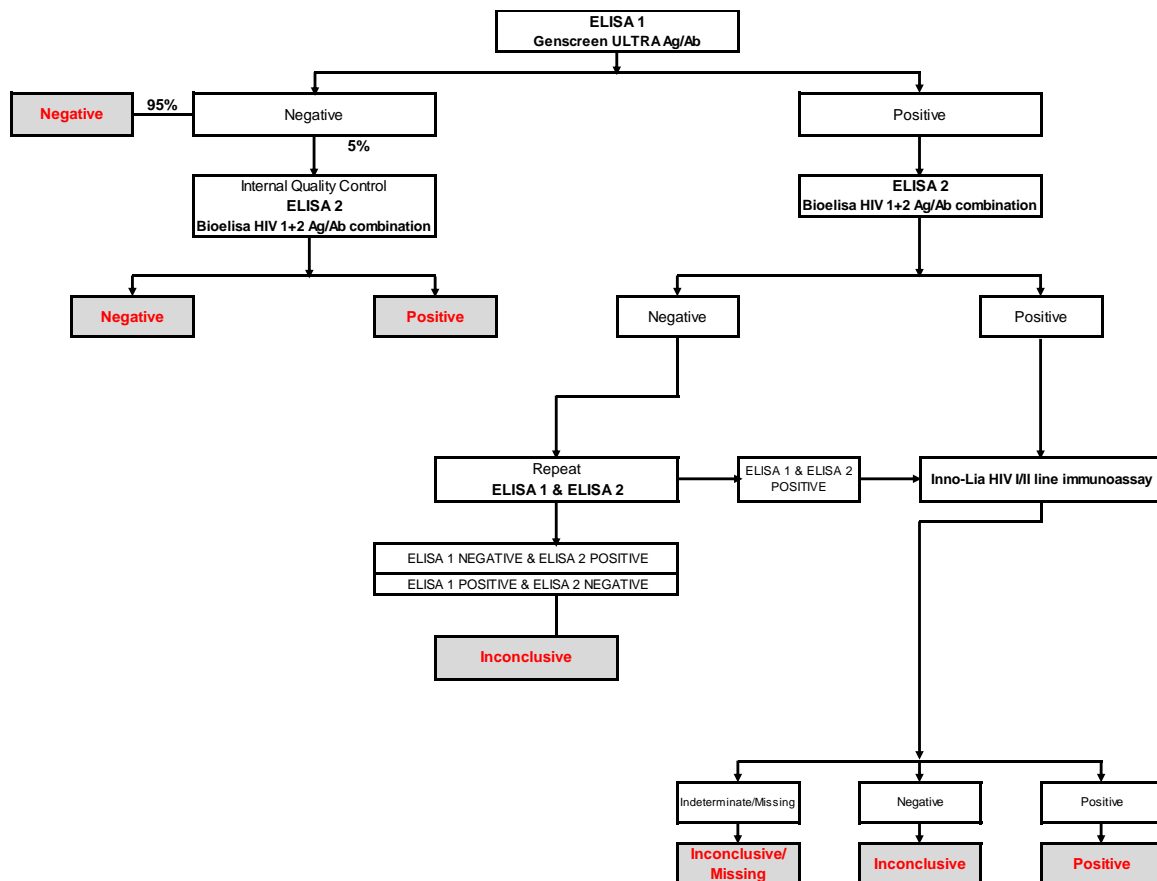 ELISA 1
Genscreen ULTRA Ag/Ab
Negative
95%
Negative
Positive
5%
Internal Quality Control
ELISA 2
Bioelisa HIV 1+2 Ag/Ab combination
ELISA 2
Bioelisa HIV 1+2 Ag/Ab combination
Negative
Positive
Negative
Positive
Repeat
ELISA 1 & ELISA 2
ELISA 1 & ELISA 2
POSITIVE
Inno-Lia HIV I/II line immunoassay
ELISA 1 NEGATIVE & ELISA 2 POSITIVE
ELISA 1 POSITIVE & ELISA 2 NEGATIVE
Inconclusive
Indeterminate/Missing
Negative
Positive
Inconclusive/
Missing
Inconclusive
Positive